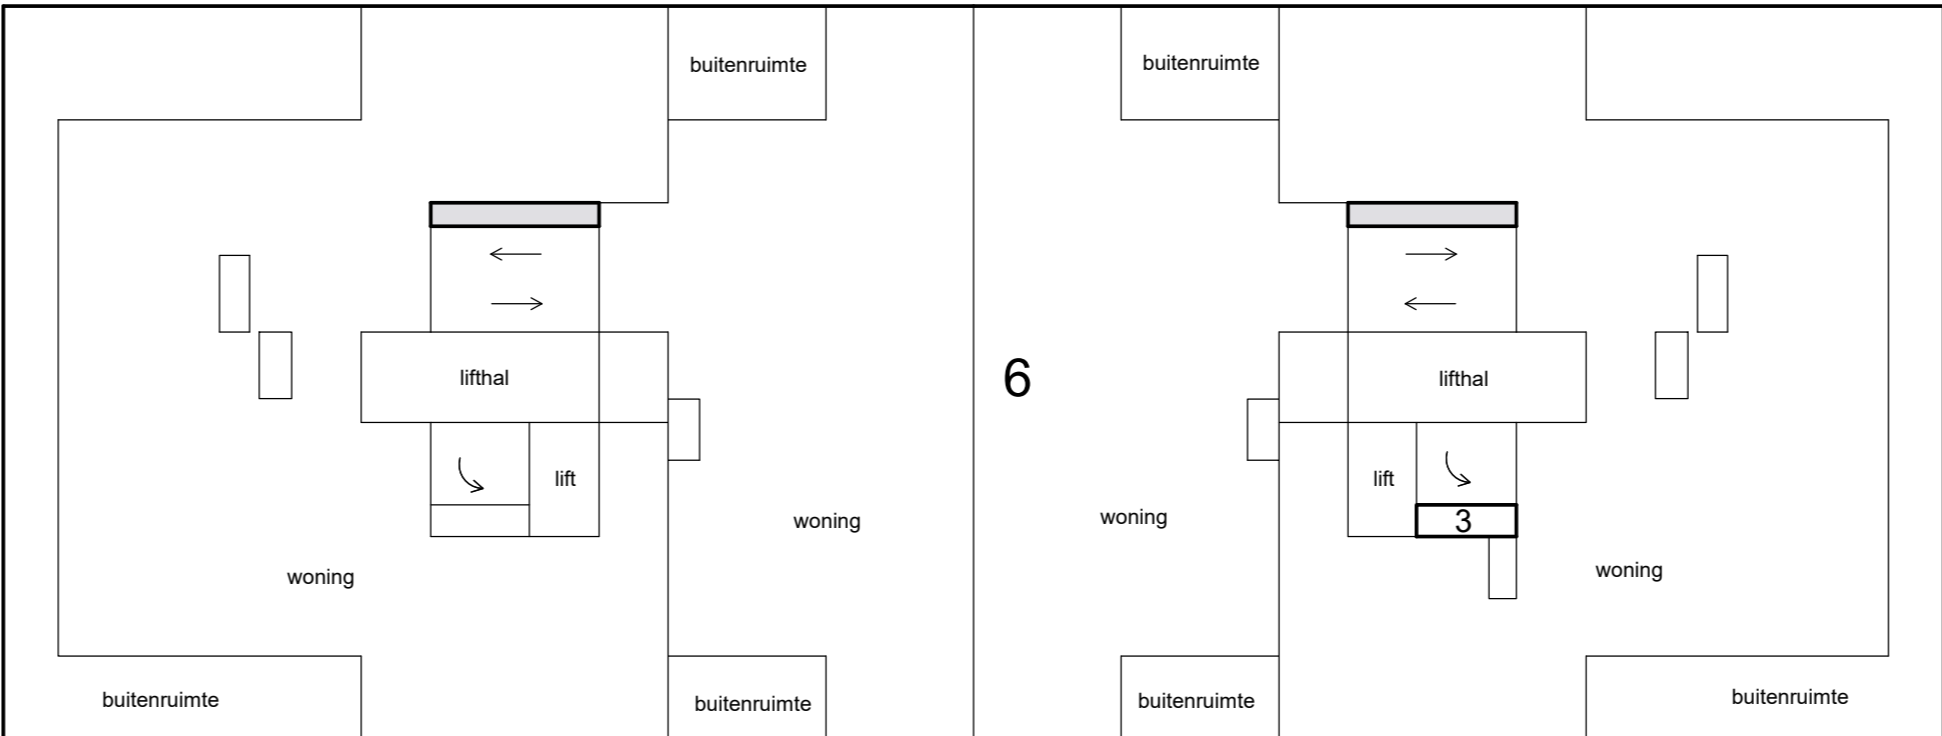 buitenruimte
buitenruimte
lifthal
6
lifthal
lift
lift
3
woning
woning
woning
woning
buitenruimte
buitenruimte
buitenruimte
buitenruimte